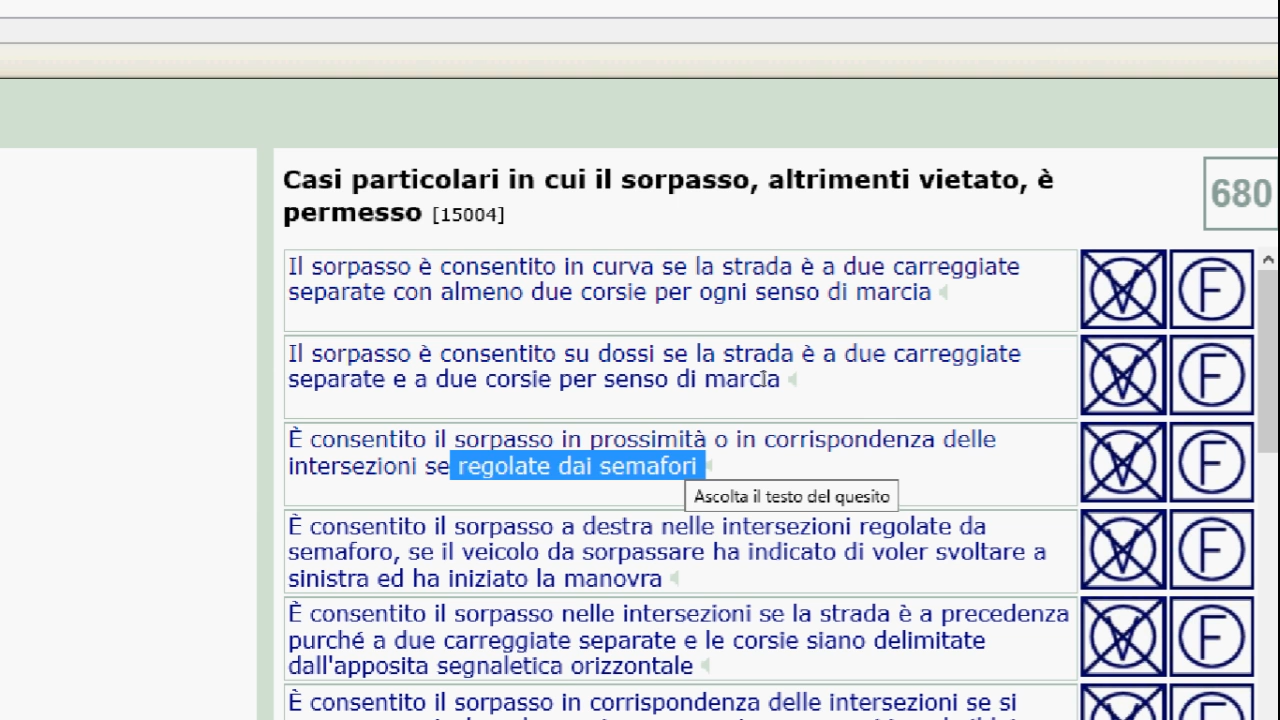 Casi particolari in cui il sorpasso, altrimenti vietato, è
permesso [15004]
680
Il sorpasso è consentito in curva se la strada è a due carreggiate
separate con almeno due corsie per ogni senso di marcia
V F
Il sorpasso è consentito su dossi se la strada è a due carreggiate
separate e a due corsie per senso di marcia
V F
È consentito il sorpasso in prossimità o in corrispondenza delle
intersezioni se regolate dai semafori
V F
Ascolta il testo del quesito
È consentito il sorpasso a destra nelle intersezioni regolate da
semaforo, se il veicolo da sorpassare ha indicato di voler svoltare a
sinistra ed ha iniziato la manovra
V F
È consentito il sorpasso nelle intersezioni se la strada è a precedenza
purché a due carreggiate separate e le corsie siano delimitate
dall'apposita segnaletica orizzontale
V F
È consentito il sorpasso in corrispondenza delle intersezioni se si